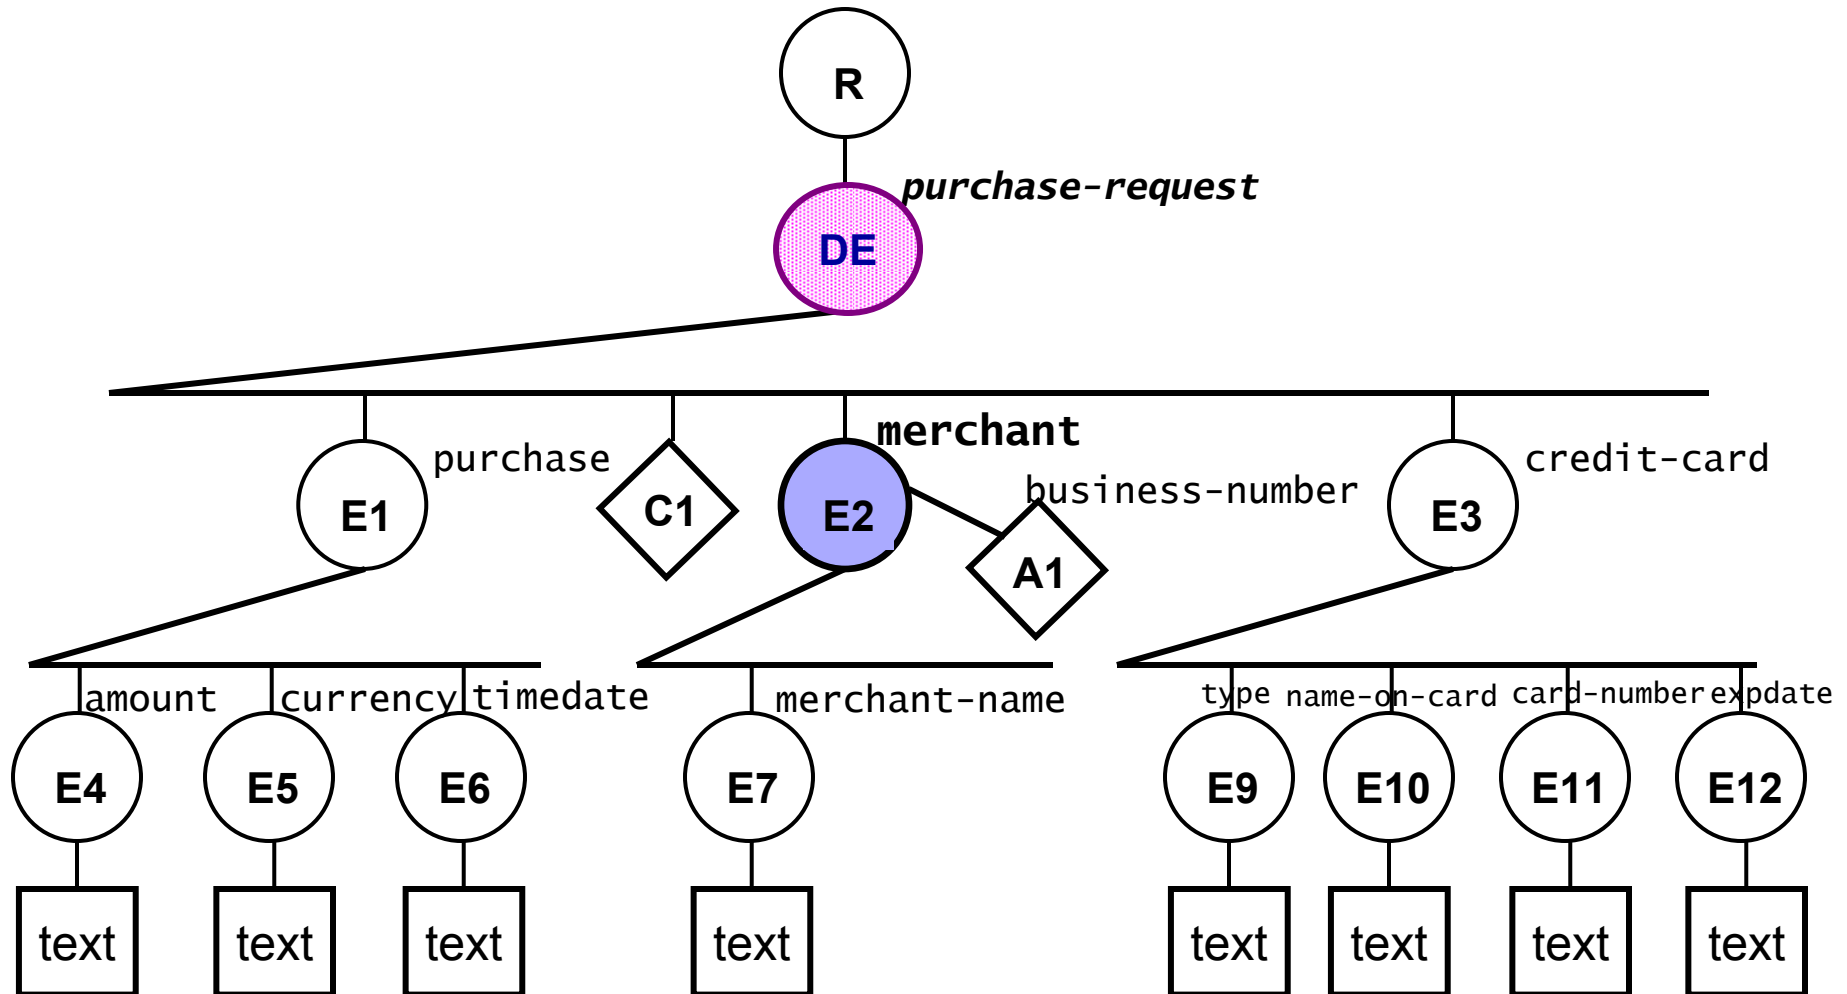 R
purchase-request
DE
merchant
purchase
credit-card
business-number
E1
C1
E2
E3
A1
amount
currency
timedate
merchant-name
type
name-on-card
card-number
expdate
E4
E5
E6
E7
E9
E10
E11
E12
text
text
text
text
text
text
text
text